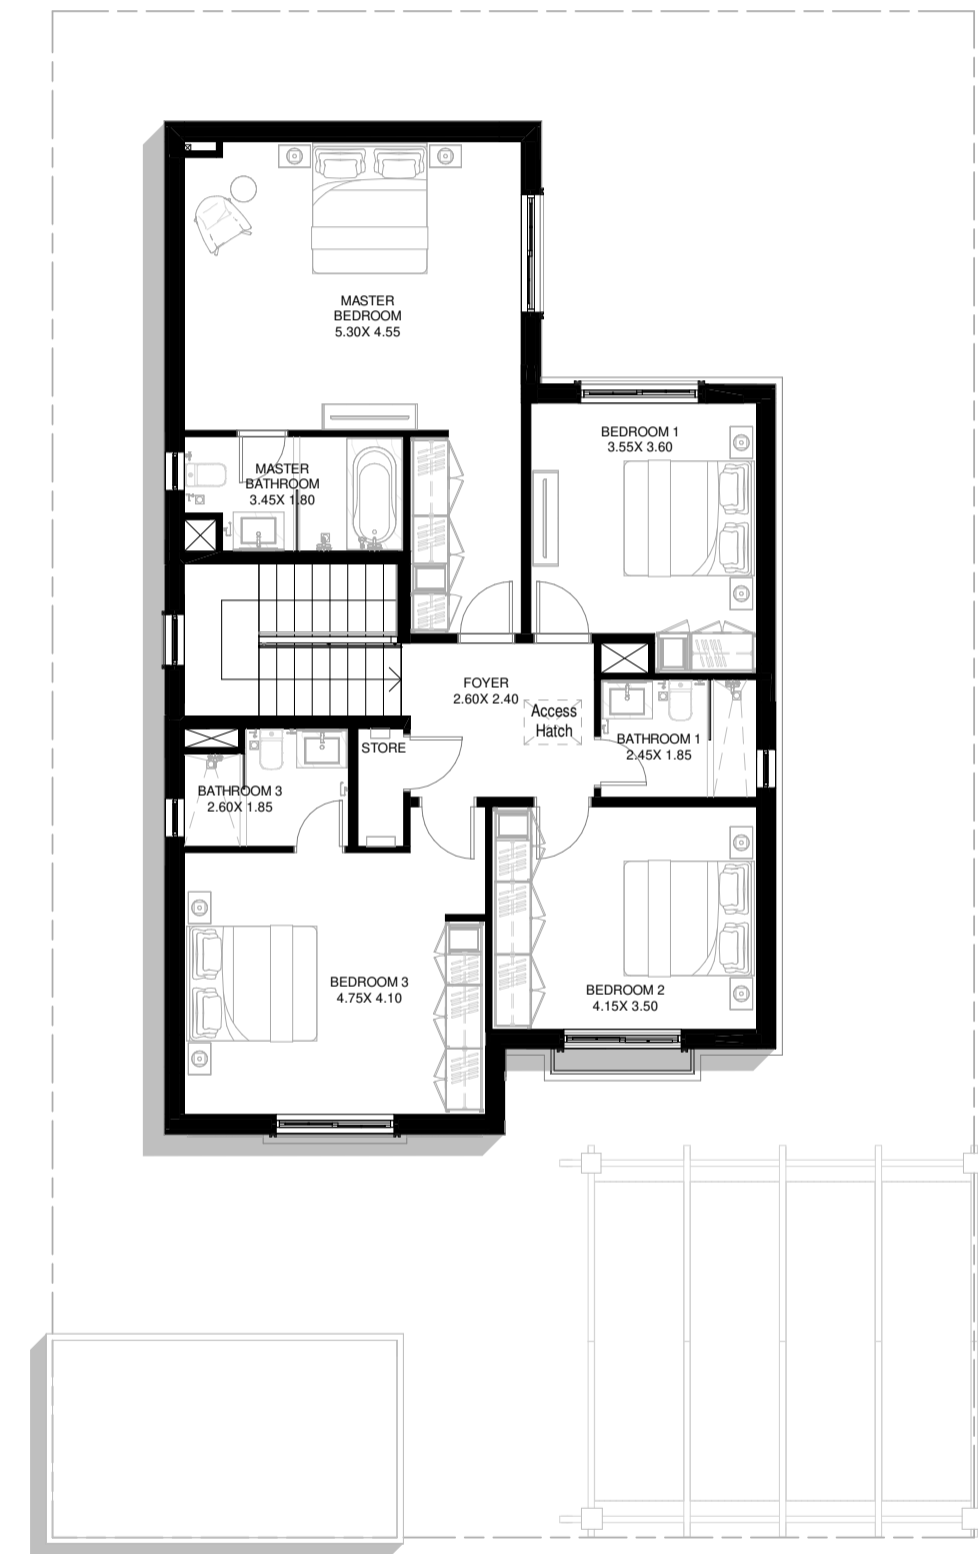 MASTER
BEDROOM
5.30X 4.55
BEDROOM 1
3.55X 3.60
MASTER
BATHROOM
3.45X 1.80
FOYER
2.60X 2.40
Access
Hatch
STORE
BATHROOM 1
2.45X 1.85
BATHROOM 3
2.60X 1.85
BEDROOM 3
4.75X 4.10
BEDROOM 2
4.15X 3.50